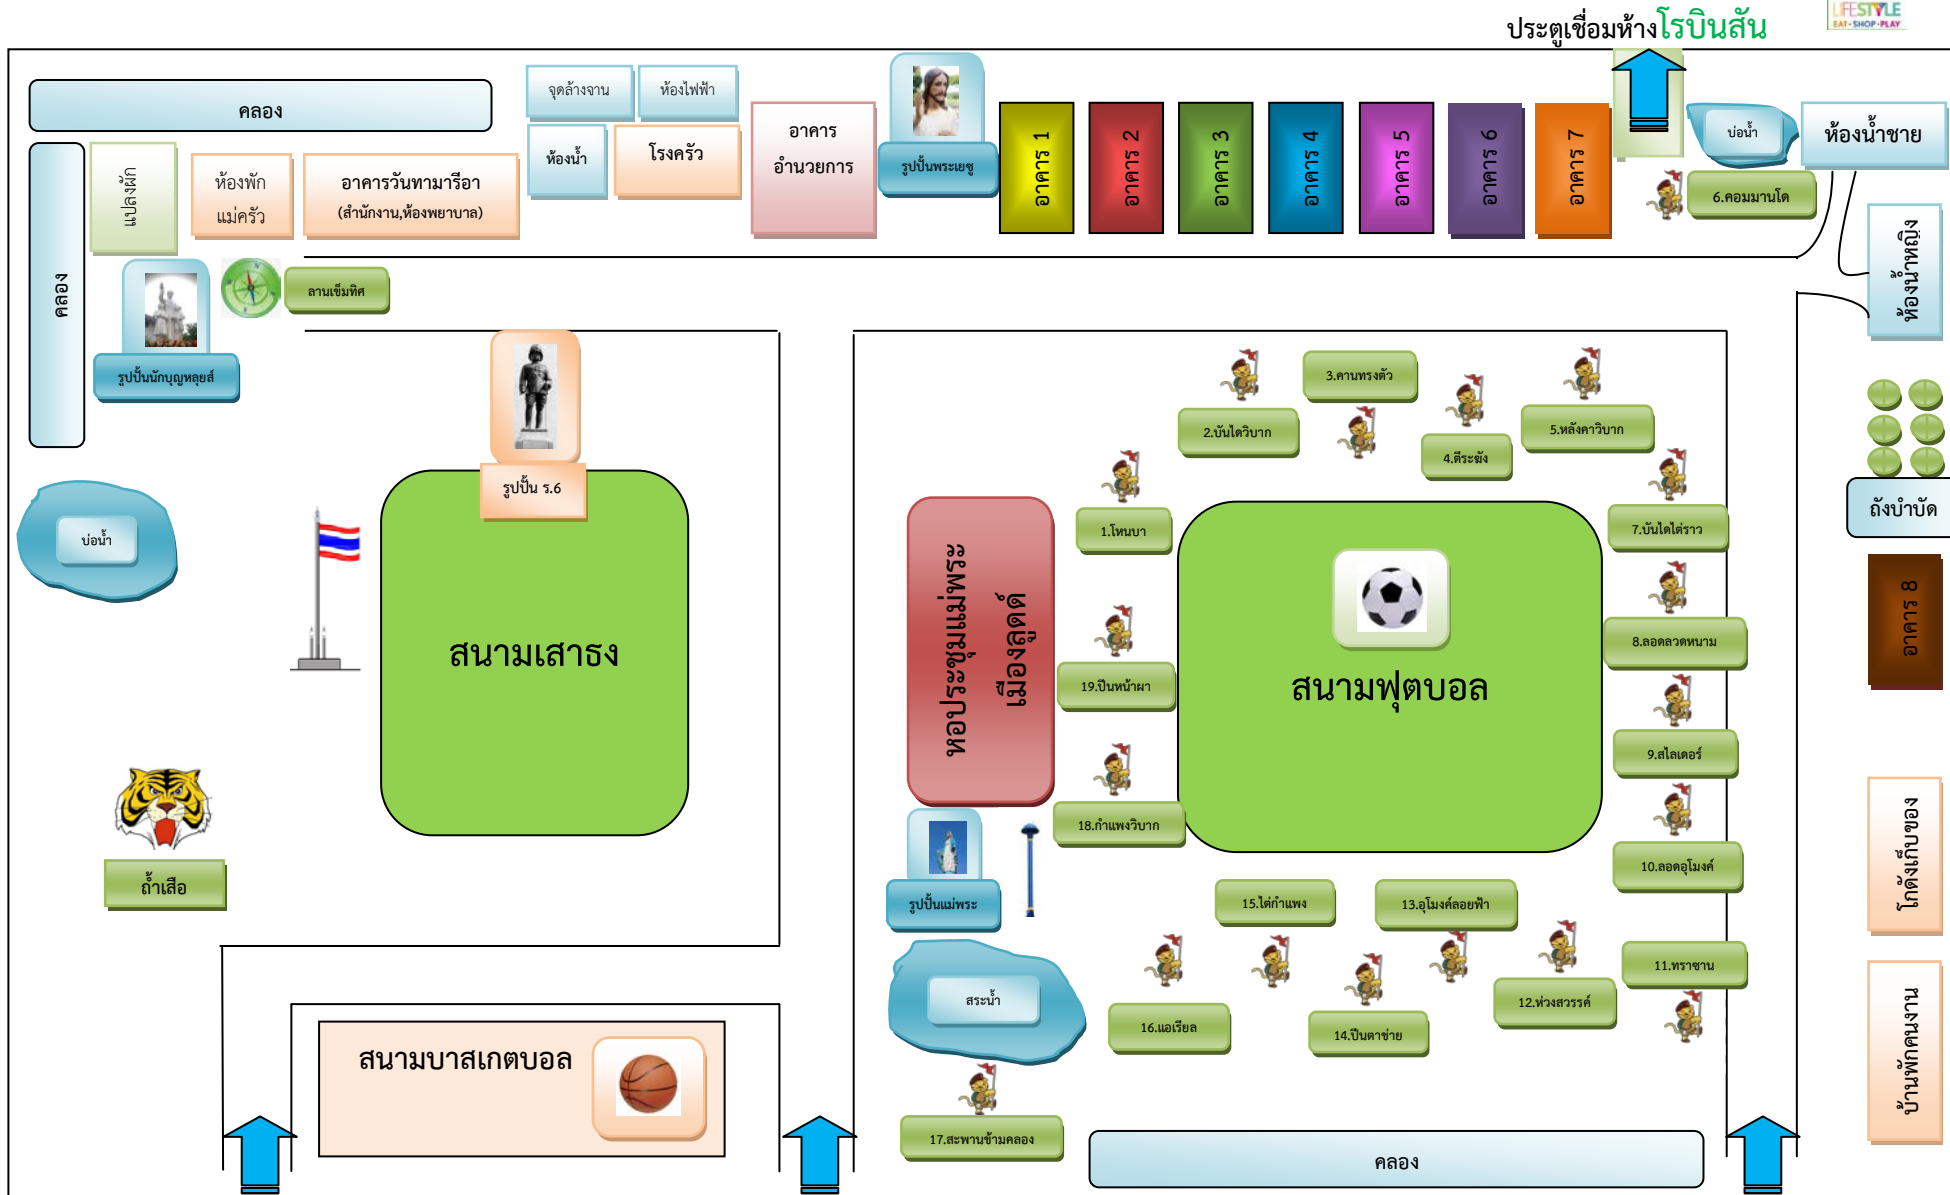 ประตูเชื่อมห้างโรบินสัน
LIFESTYLE
EAT•SHOP•PLAY
คลอง
จุดล้างจาน
ห้องไฟฟ้า
ห้องน้ำ
โรงครัว
อาคาร
อำนวยการ
รูปปั้นพระเยซู
อาคาร 1
อาคาร 2
อาคาร 3
อาคาร 4
อาคาร 5
อาคาร 6
อาคาร 7
บ่อน้ำ
ห้องน้ำชาย
6.คอมมานโด
คลอง
แปลงผัก
ห้องพัก
แม่ครัว
อาคารวันทามารีอา
(สำนักงาน,ห้องพยาบาล)
ห้องน้ำหญิง
ลานเข็มทิศ
รูปปั้นนักบุญหลุยส์
รูปปั้น ร.6
บ่อน้ำ
สนามเสาธง
ถ้ำเสือ
หอประชุมแม่พระ
เมืองลูดด์
1.โหนบา
2.บันไดวิบาก
3.คานทรงตัว
4.ตีระฆัง
5.หลังคาวิบาก
7.บันไดไต่ราว
8.ลอดลวดหนาม
9.สไลเดอร์
10.ลอดอุโมงค์
สนามฟุตบอล
19.ปีนหน้าผา
18.กำแพงวิบาก
ถังบำบัด
อาคาร 8
โกดังเก็บของ
บ้านพักคนงาน
รูปปั้นแม่พระ
สระน้ำ
15.ไต่กำแพง
13.อุโมงค์ลอยฟ้า
11.ทราซาน
12.ห่วงสวรรค์
16.แอเรียล
14.ปีนตาข่าย
17.สะพานข้ามคลอง
สนามบาสเกตบอล
คลอง